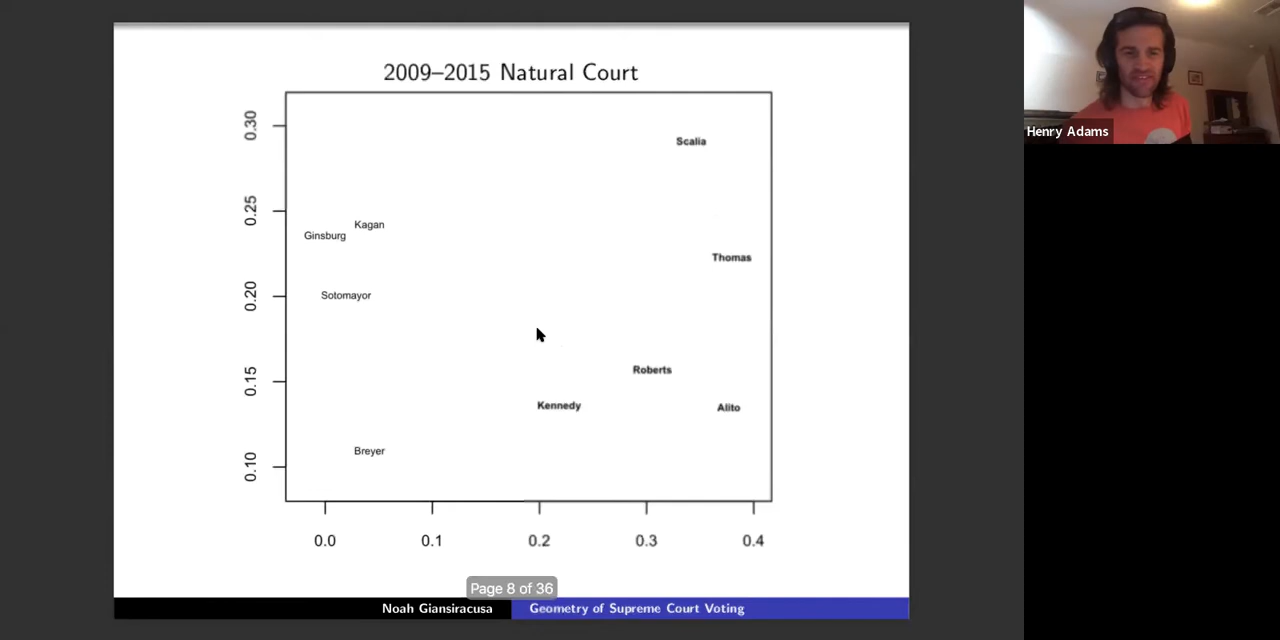 2009–2015 Natural Court
0.30
Scalia
0.25
Kagan
Ginsburg
Thomas
0.20
Sotomayor
0.15
Roberts
Kennedy
Alito
Breyer
0.10
0.0 0.1 0.2 0.3 0.4
Page 8 of 36
Noah Giansiracusa Geometry of Supreme Court Voting
Henry Adams